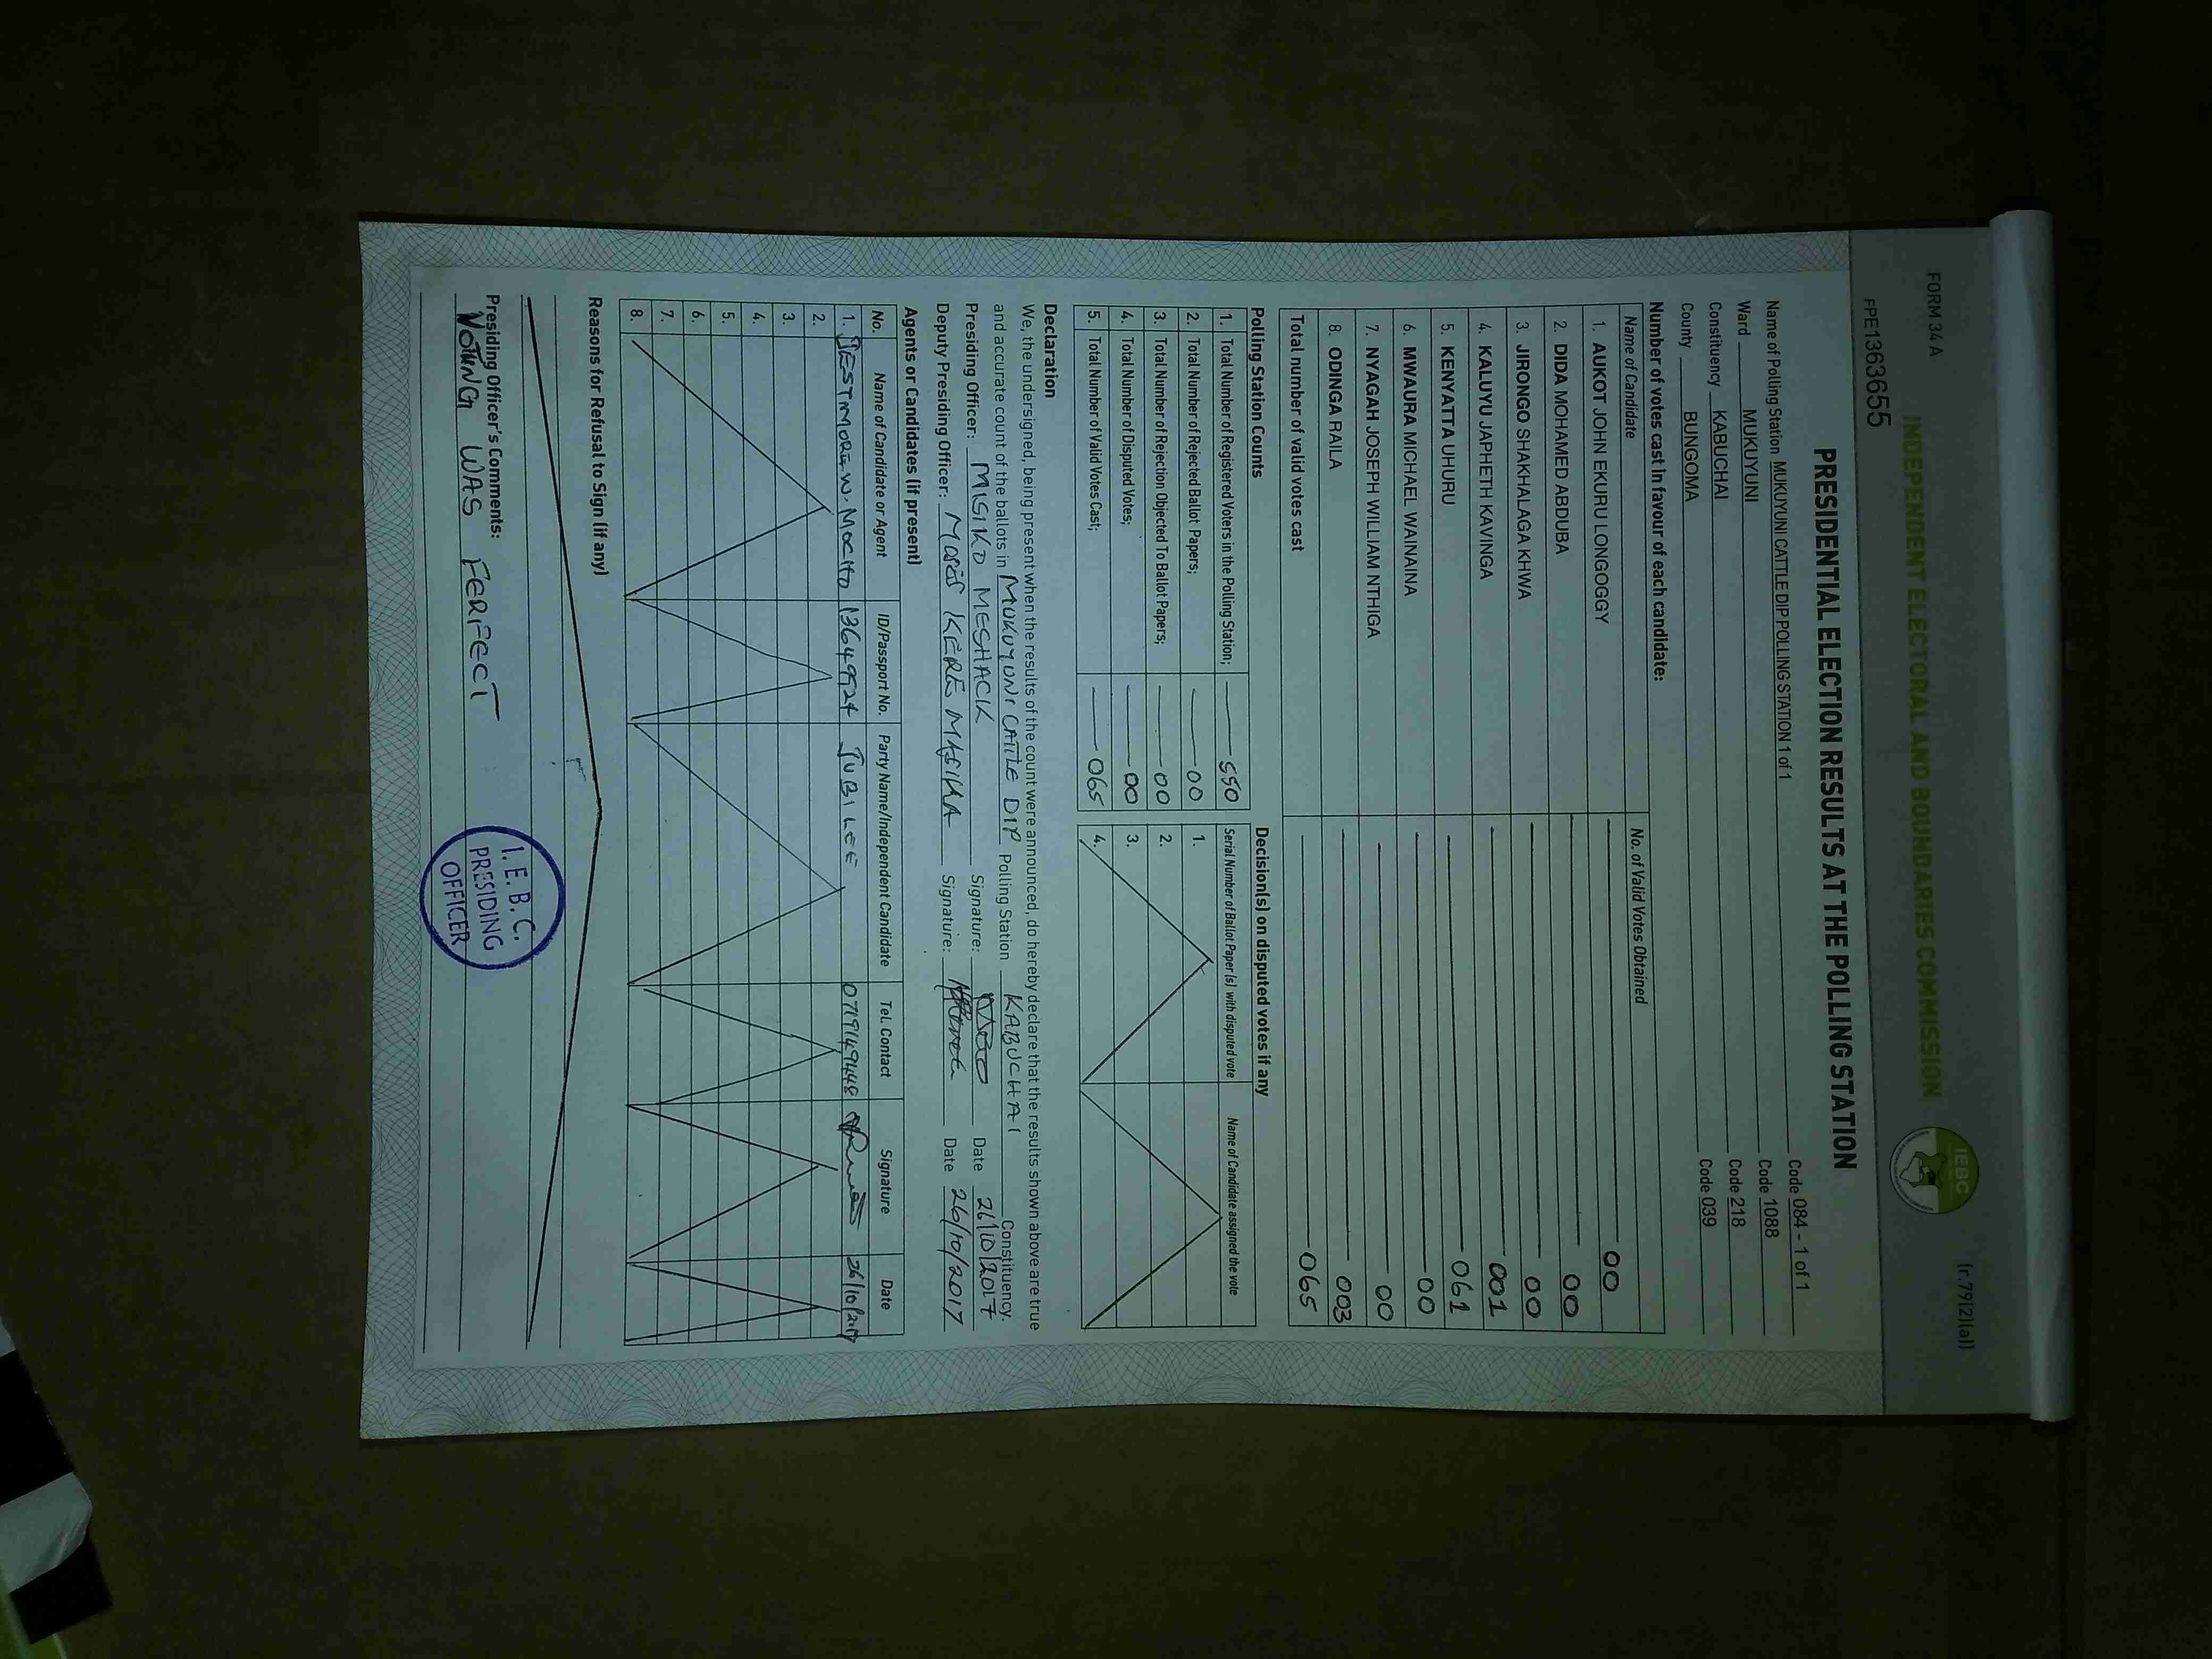 FORM 34 A
(r.79(2)(a))
INDEPENDENT ELECTORAL AND BOUNDARIES COMMISSION
IEBC
FPE1363655
PRESIDENTIAL ELECTION RESULTS AT THE POLLING STATION
Name of Polling Station MUKUYUNI CATTLE DIP POLLING STATION 1 of 1 Code 084 - 1 of 1
Ward MUKUYUNI Code 1088
Constituency KABUCHAI Code 218
County BUNGOMA Code 039
Number of votes cast in favour of each candidate:
Name of Candidate No. of Valid Votes Obtained
1. AUKOT JOHN EKURU LONGOGGY 00
2. DIDA MOHAMED ABDUBA 00
3. JIRONGO SHAKHALAGA KHWA 00
4. KALUYU JAPHETH KAVINGA 001
5. KENYATTA UHURU 061
6. MWAURA MICHAEL WAINAINA 00
7. NYAGAH JOSEPH WILLIAM NTHIGA 00
8. ODINGA RAILA 003
Total number of valid votes cast 065
Polling Station Counts
1. Total Number of Registered Voters in the Polling Station; 550
2. Total Number of Rejected Ballot Papers; 00
3. Total Number of Rejection Objected To Ballot Papers; 00
4. Total Number of Disputed Votes; 00
5. Total Number of Valid Votes Cast; 065
Decision(s) on disputed votes if any
Serial Number of Ballot Paper(s) with disputed vote Name of Candidate assigned the vote
1.
2.
3.
4.
Declaration
We, the undersigned, being present when the results of the count were announced, do hereby declare that the results shown above are true
and accurate count of the ballots in MUKUYUNI CATTLE DIP Polling Station KABUCHAI Constituency.
Presiding Officer: MISIKO MESHACK Signature: Date 26/10/2017
Deputy Presiding Officer: MOSES KERE Signature: Date 26/10/2017
Agents or Candidates (if present)
No. Name of Candidate or Agent ID/Passport No. Party Name/Independent Candidate Tel. Contact Signature Date
1. W. JUBILEE 26/10/2017
2.
3.
4.
5.
6.
7.
8.
Reasons for Refusal to Sign (if any)
Presiding Officer's Comments:
VOTING WAS PERFECT
I. E. B. C.
PRESIDING
OFFICER